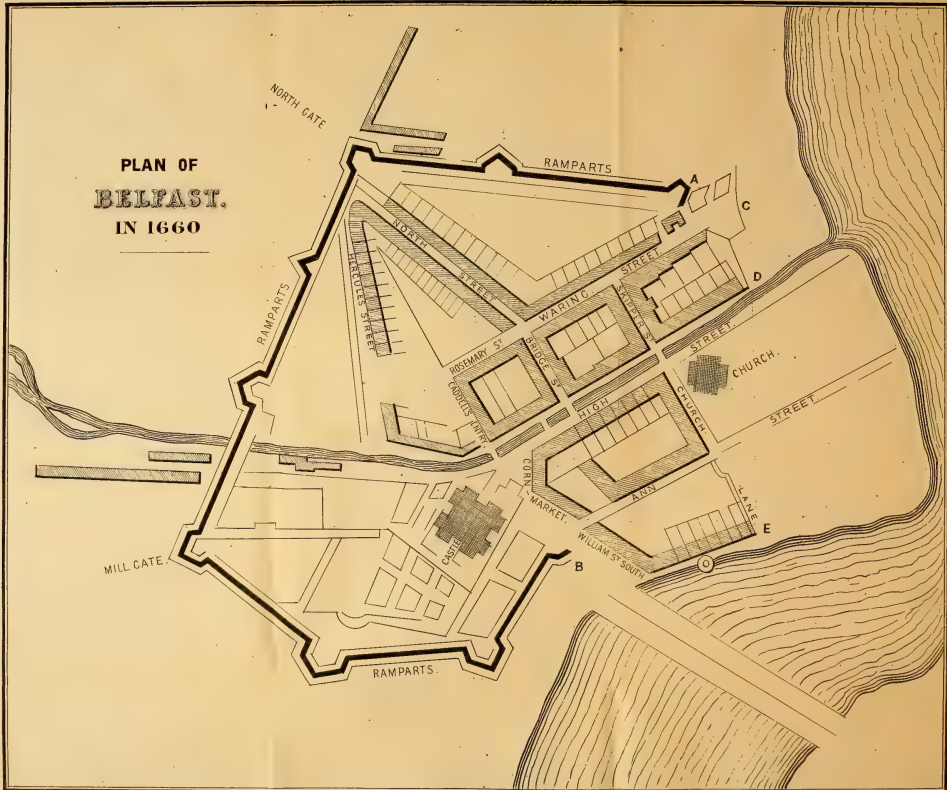 PLAN OF
BELFAST.
IN 1660
NORTH GATE
RAMPARTS
A
C
D
NORTH STREET
HERCULES STREET
RAMPARTS
WARING STREET
SKIPPER ST
ROSEMARY ST
BRIDGE ST
CADDELLS ENTRY
HIGH STREET
CHURCH.
CHURCH LANE
ANN STREET
CORN MARKET.
CASTLE
WILLIAM ST SOUTH
E
O
B
MILL GATE.
RAMPARTS.